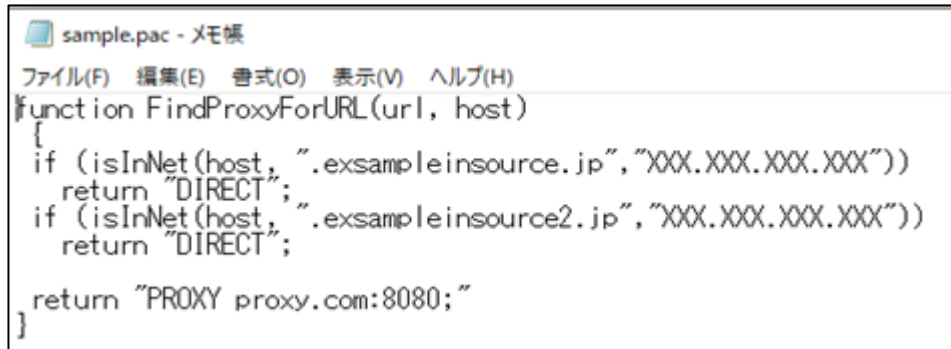 sample.pac - メモ帳
ファイル(F) 編集(E) 書式(O) 表示(V) ヘルプ(H)
function FindProxyForURL(url, host)
{
if (isInNet(host, ".exsampleinsource.jp","XXX.XXX.XXX.XXX"))
return "DIRECT";
if (isInNet(host, ".exsampleinsource2.jp","XXX.XXX.XXX.XXX"))
return "DIRECT";
return "PROXY proxy.com:8080;"
}